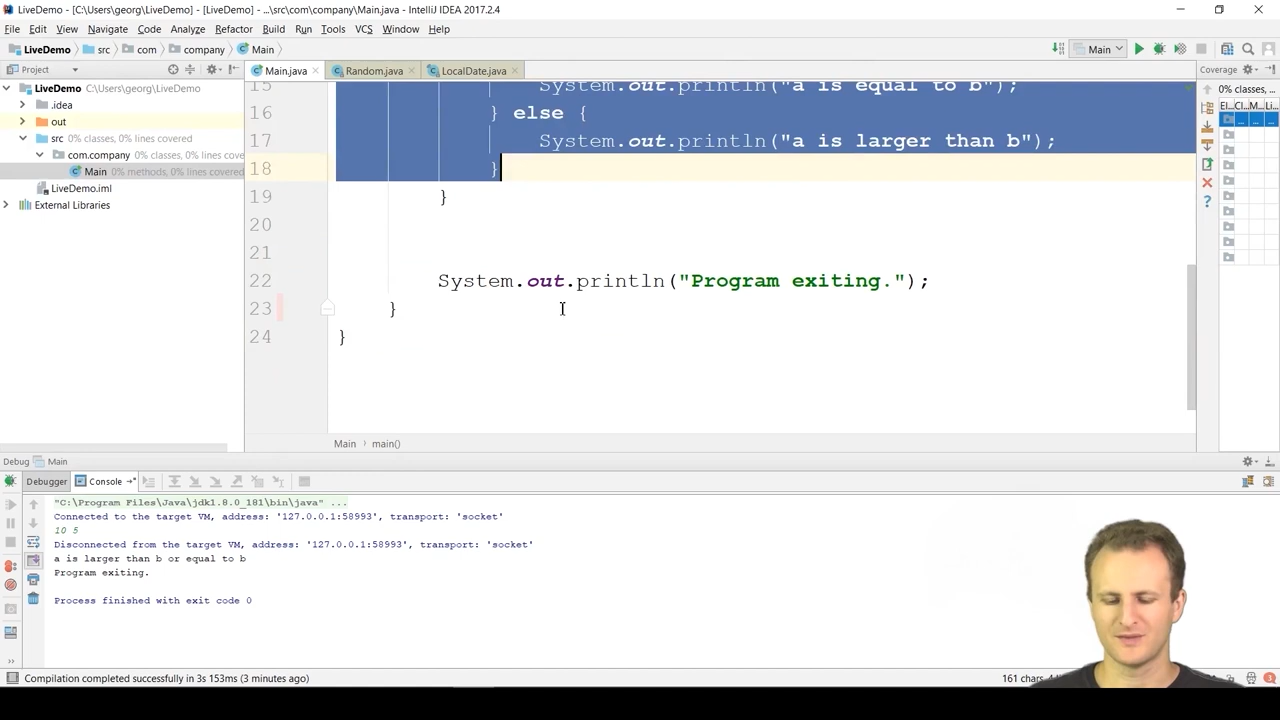 LiveDemo - [C:\Users\georg\LiveDemo] - [LiveDemo] - ...\src\com\company\Main.java - IntelliJ IDEA 2017.2.4
File Edit View Navigate Code Analyze Refactor Build Run Tools VCS Window Help
LiveDemo src com company Main Main
Project Main.java Random.java LocalDate.java Coverage
LiveDemo C:\Users\georg\LiveDemo
.idea
out
src 0% classes, 0% lines covered
com.company 0% classes, 0% lines cove
Main 0% methods, 0% lines covered
LiveDemo.iml
External Libraries
15 System.out.println("a is equal to b");
16 } else {
17 System.out.println("a is larger than b");
18 }
19 }
20
21
22 System.out.println("Program exiting.");
23 }
24 }
0% classes, ...
El... Cl... M... Li...
... ... ...
Main main()
Debug Main
Debugger Console
"C:\Program Files\Java\jdk1.8.0_181\bin\java" ...
Connected to the target VM, address: '127.0.0.1:58993', transport: 'socket'
10 5
Disconnected from the target VM, address: '127.0.0.1:58993', transport: 'socket'
a is larger than b or equal to b
Program exiting.
Process finished with exit code 0
Compilation completed successfully in 3s 153ms (3 minutes ago)
161 chars,